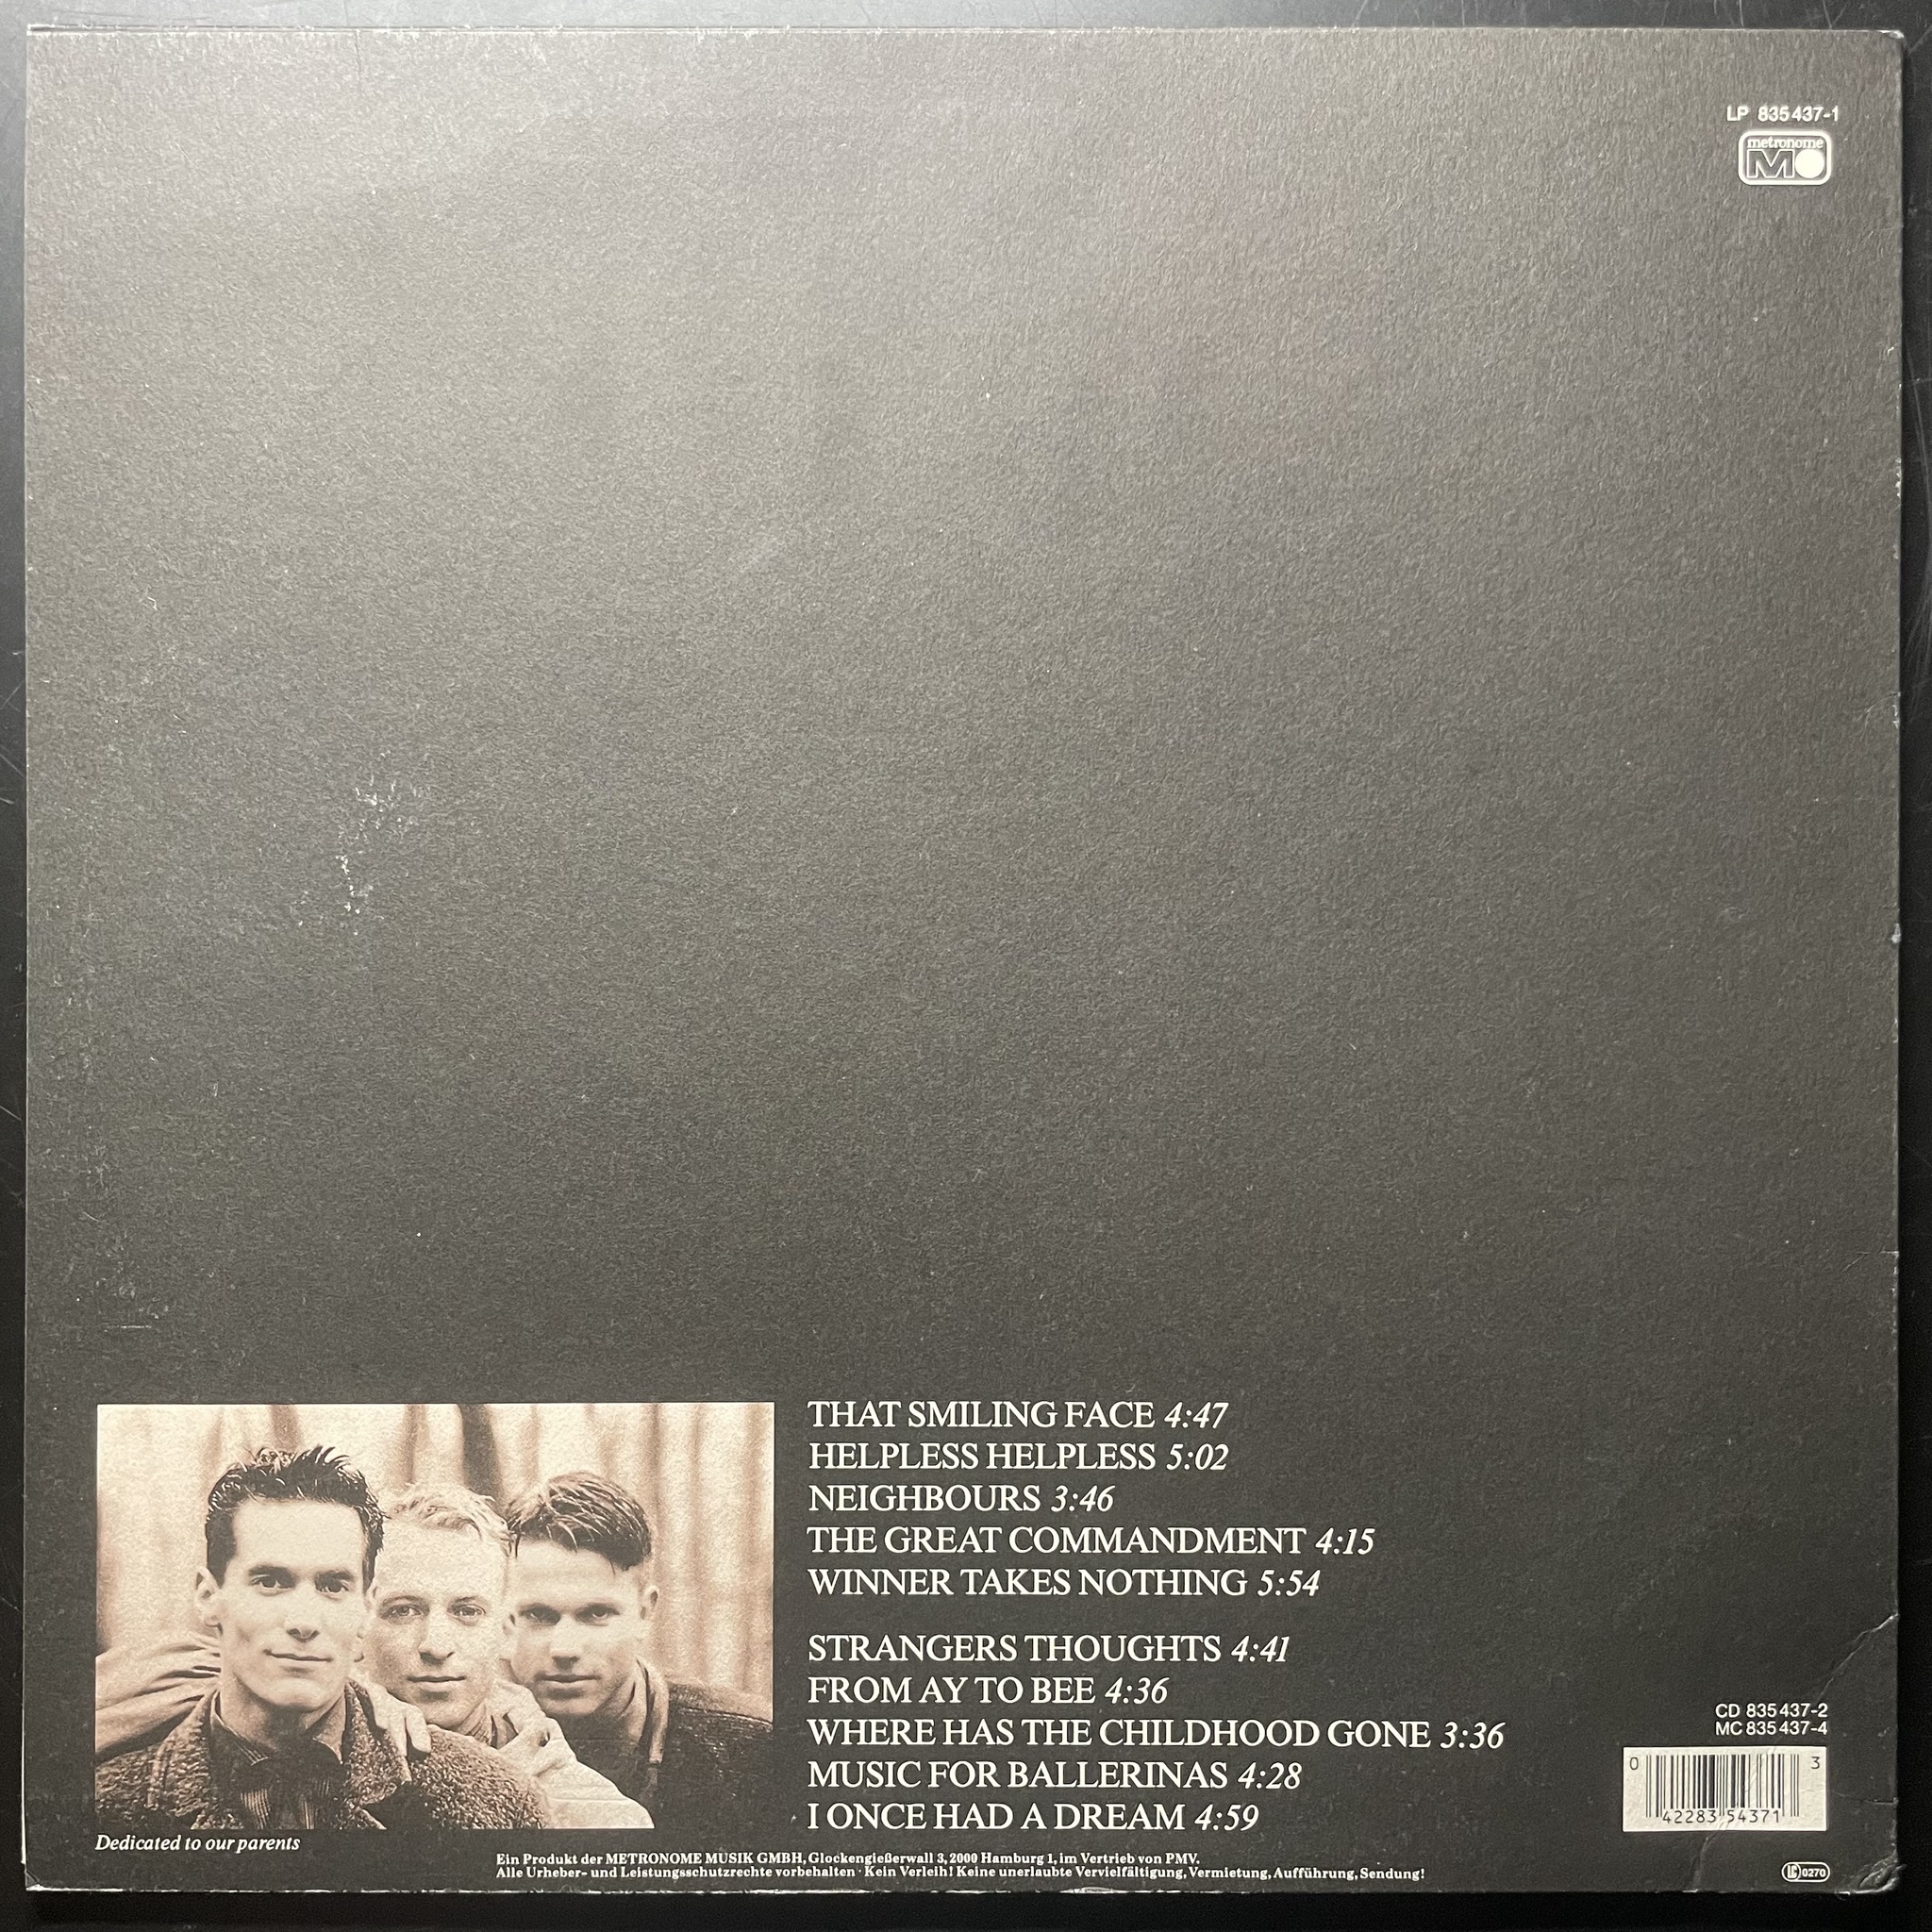 LP 835 437-1
metronome
M
THAT SMILING FACE 4:47
HELPLESS HELPLESS 5:02
NEIGHBOURS 3:46
THE GREAT COMMANDMENT 4:15
WINNER TAKES NOTHING 5:54
STRANGERS THOUGHTS 4:41
FROM AY TO BEE 4:36
WHERE HAS THE CHILDHOOD GONE 3:36
MUSIC FOR BALLERINAS 4:28
I ONCE HAD A DREAM 4:59
CD 835 437-2
MC 835 437-4
0 42283 54371 3
Dedicated to our parents
Ein Produkt der METRONOME MUSIK GMBH, Glockengießerwall 3, 2000 Hamburg 1, im Vertrieb von PMV.
Alle Urheber- und Leistungsschutzrechte vorbehalten · Kein Verleih! Keine unerlaubte Vervielfältigung, Vermietung, Aufführung, Sendung!
LC 0270